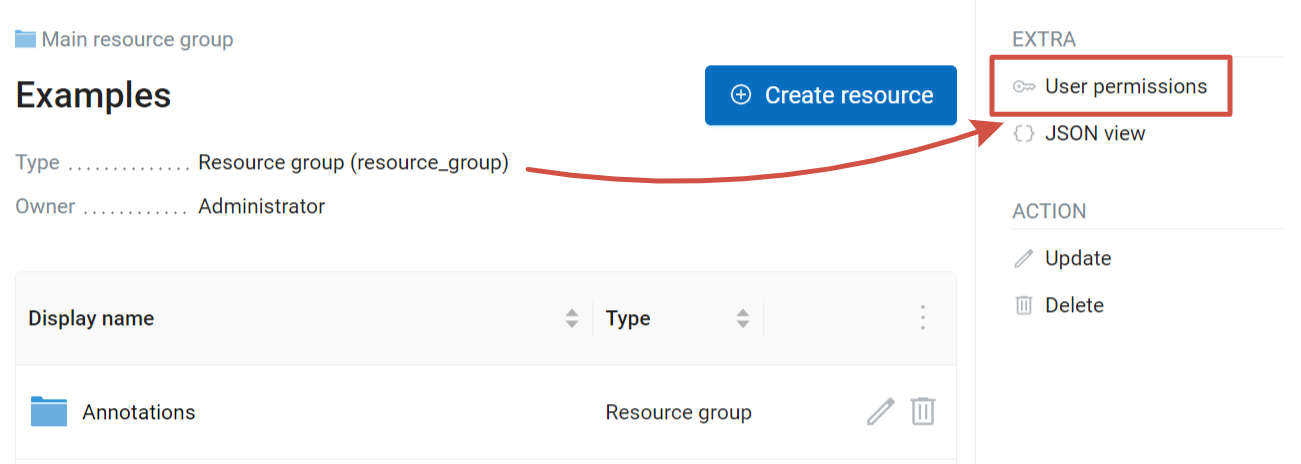 Main resource group
Examples
Create resource
Type ............. Resource group (resource_group)
Owner ............ Administrator
Display name Type
Annotations Resource group
EXTRA
User permissions
JSON view
ACTION
Update
Delete